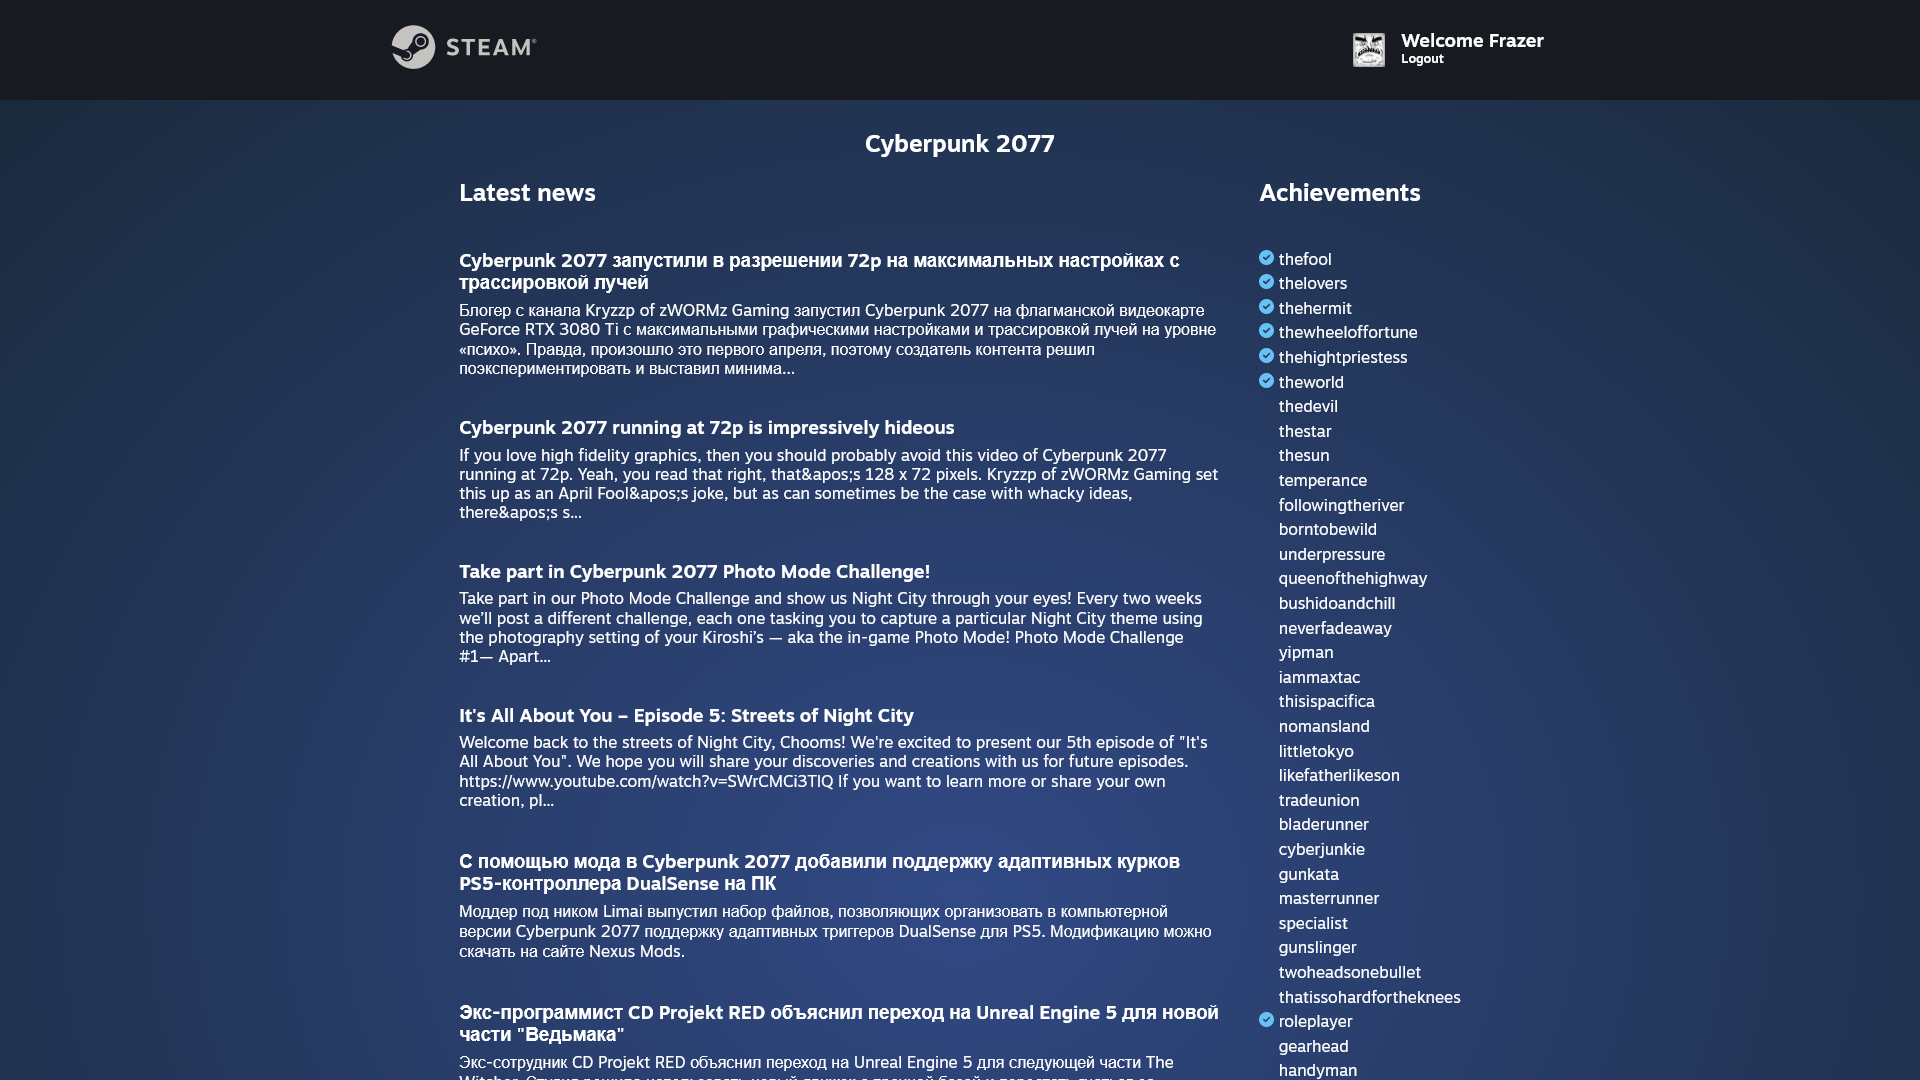 STEAM®
Welcome Frazer
Logout
Cyberpunk 2077
Latest news
Cyberpunk 2077 запустили в разрешении 72p на максимальных настройках с
трассировкой лучей
Блогер с канала Kryzzp of zWORMz Gaming запустил Cyberpunk 2077 на флагманской видеокарте
GeForce RTX 3080 Ti с максимальными графическими настройками и трассировкой лучей на уровне
«психо». Правда, произошло это первого апреля, поэтому создатель контента решил
поэкспериментировать и выставил минима...
Cyberpunk 2077 running at 72p is impressively hideous
If you love high fidelity graphics, then you should probably avoid this video of Cyberpunk 2077
running at 72p. Yeah, you read that right, that&apos;s 128 x 72 pixels. Kryzzp of zWORMz Gaming set
this up as an April Fool&apos;s joke, but as can sometimes be the case with whacky ideas,
there&apos;s s...
Take part in Cyberpunk 2077 Photo Mode Challenge!
Take part in our Photo Mode Challenge and show us Night City through your eyes! Every two weeks
we’ll post a different challenge, each one tasking you to capture a particular Night City theme using
the photography setting of your Kiroshi’s — aka the in-game Photo Mode! Photo Mode Challenge
#1— Apart...
It's All About You – Episode 5: Streets of Night City
Welcome back to the streets of Night City, Chooms! We're excited to present our 5th episode of "It's
All About You". We hope you will share your discoveries and creations with us for future episodes.
https://www.youtube.com/watch?v=SWrCMCi3TlQ If you want to learn more or share your own
creation, pl...
С помощью мода в Cyberpunk 2077 добавили поддержку адаптивных курков
PS5-контроллера DualSense на ПК
Моддер под ником Limai выпустил набор файлов, позволяющих организовать в компьютерной
версии Cyberpunk 2077 поддержку адаптивных триггеров DualSense для PS5. Модификацию можно
скачать на сайте Nexus Mods.
Экс-программист CD Projekt RED объяснил переход на Unreal Engine 5 для новой
части "Ведьмака"
Экс-сотрудник CD Projekt RED объяснил переход на Unreal Engine 5 для следующей части The
Achievements
thefool
thelovers
thehermit
thewheeloffortune
thehightpriestess
theworld
thedevil
thestar
thesun
temperance
followingtheriver
borntobewild
underpressure
queenofthehighway
bushidoandchill
neverfadeaway
yipman
iammaxtac
thisispacifica
nomansland
littletokyo
likefatherlikeson
tradeunion
bladerunner
cyberjunkie
gunkata
masterrunner
specialist
gunslinger
twoheadsonebullet
thatissohardfortheknees
roleplayer
gearhead
handyman